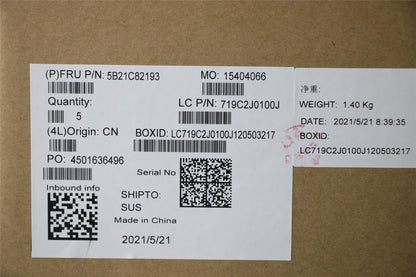 (P)FRU P/N: 5B21C82193
MO: 15404066
Quantity:
5
LC P/N: 719C2J0100J
(4L)Origin: CN
BOXID: LC719C2J0100J120503217
PO: 4501636496
Serial No
Inbound info
SHIPTO:
SUS
Made in China
2021/5/21
净重:
WEIGHT: 1.40 Kg
DATE: 2021/5/21 8:39:35
BOXID:
LC719C2J0100J120503217